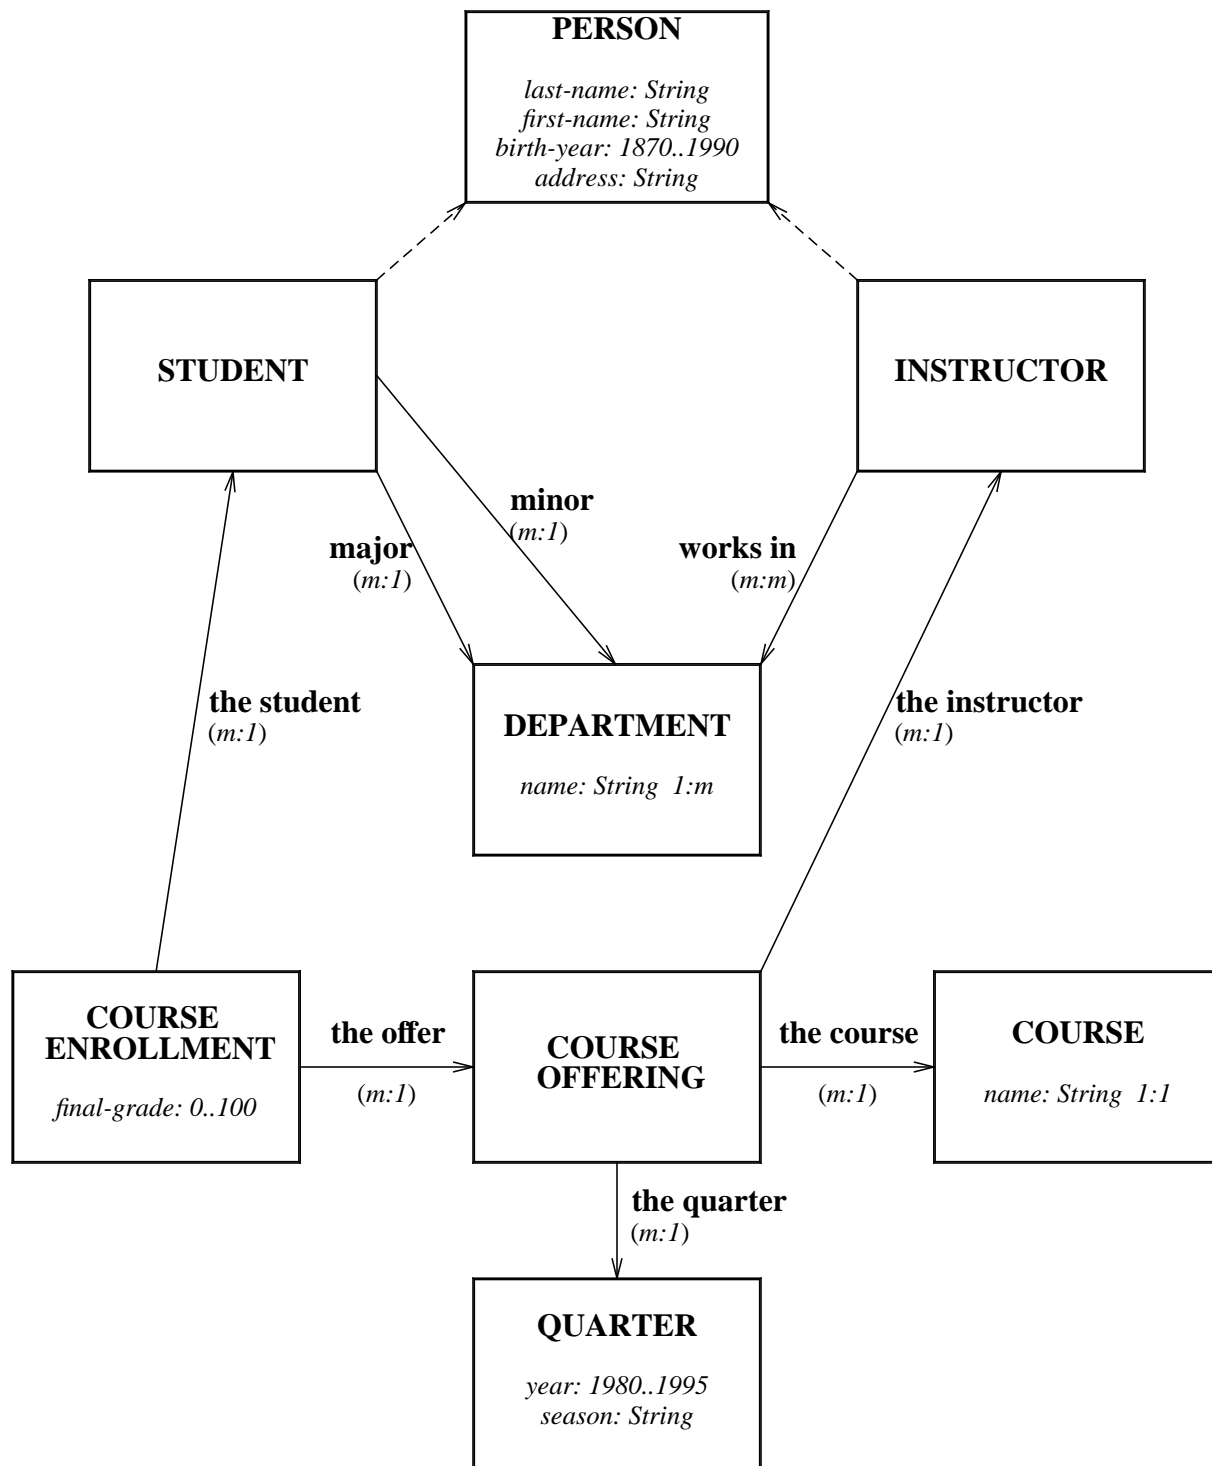 PERSON
last-name: String
first-name: String
birth-year: 1870..1990
address: String
STUDENT
INSTRUCTOR
minor
(m:1)
major
(m:1)
works in
(m:m)
the student
(m:1)
DEPARTMENT
name: String 1:m
the instructor
(m:1)
COURSE
ENROLLMENT
final-grade: 0..100
the offer
(m:1)
COURSE
OFFERING
the course
(m:1)
COURSE
name: String 1:1
the quarter
(m:1)
QUARTER
year: 1980..1995
season: String